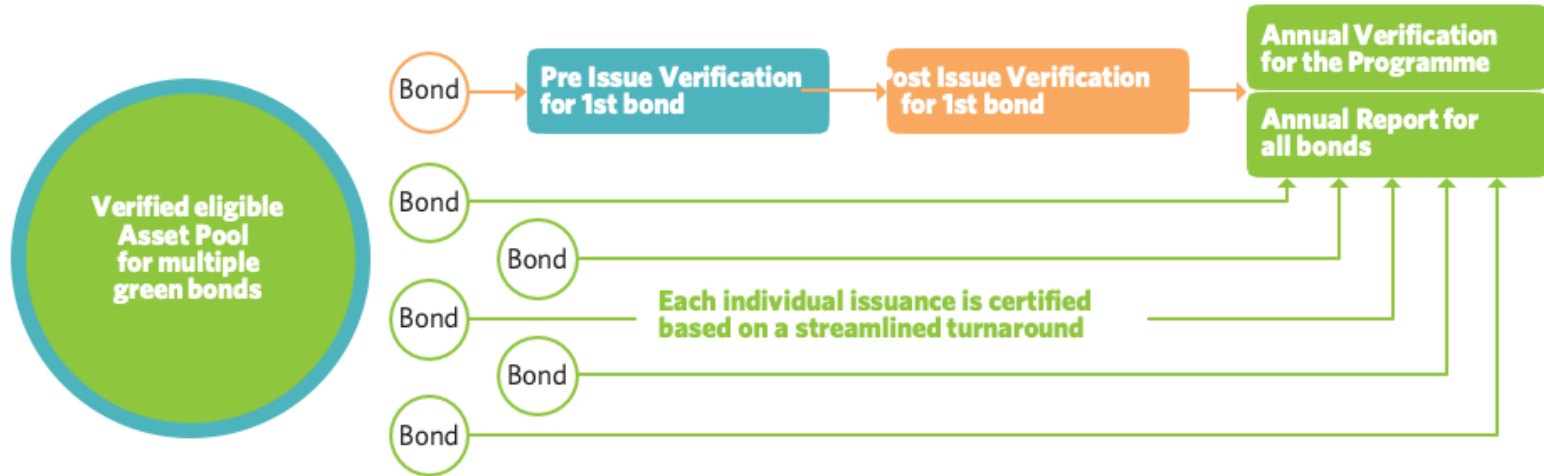 Verified eligible
Asset Pool
for multiple
green bonds
Bond
Pre Issue Verification
for 1st bond
Post Issue Verification
for 1st bond
Annual Verification
for the Programme
Annual Report for
all bonds
Bond
Bond
Each individual issuance is certified
based on a streamlined turnaround
Bond
Bond
Bond